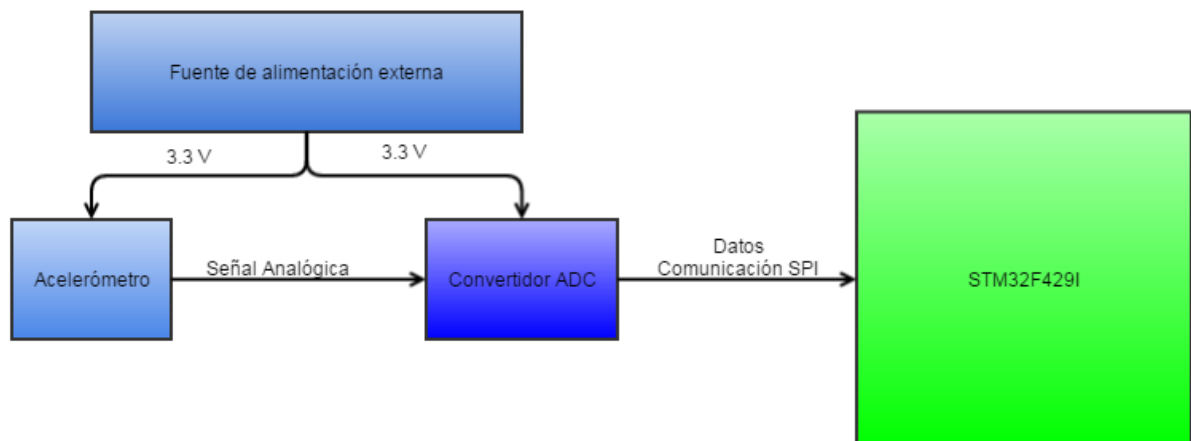 Fuente de alimentación externa
3.3 V
3.3 V
Acelerómetro
Señal Analógica
Convertidor ADC
Datos
Comunicación SPI
STM32F429I